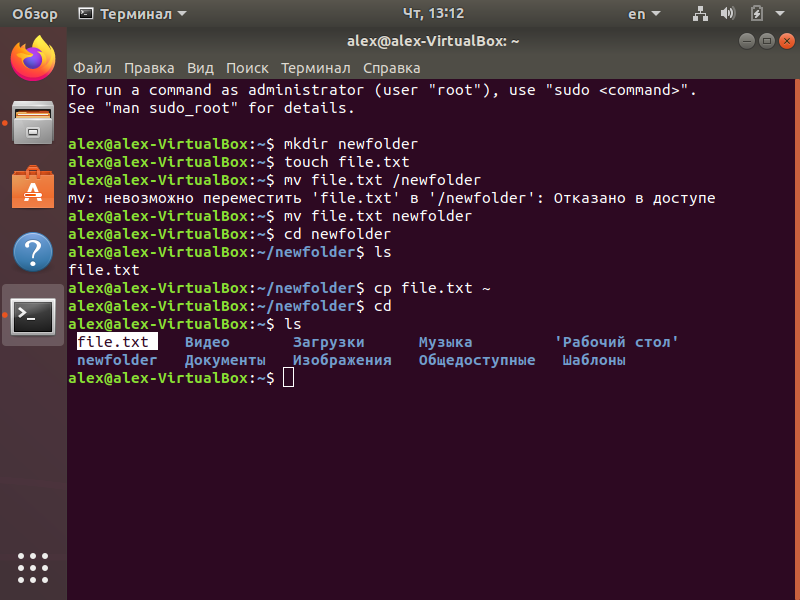 Обзор Терминал Чт, 13:12 en
alex@alex-VirtualBox: ~
Файл Правка Вид Поиск Терминал Справка
To run a command as administrator (user "root"), use "sudo <command>".
See "man sudo_root" for details.
alex@alex-VirtualBox:~$ mkdir newfolder
alex@alex-VirtualBox:~$ touch file.txt
alex@alex-VirtualBox:~$ mv file.txt /newfolder
mv: невозможно переместить 'file.txt' в '/newfolder': Отказано в доступе
alex@alex-VirtualBox:~$ mv file.txt newfolder
alex@alex-VirtualBox:~$ cd newfolder
alex@alex-VirtualBox:~/newfolder$ ls
file.txt
alex@alex-VirtualBox:~/newfolder$ cp file.txt ~
alex@alex-VirtualBox:~/newfolder$ cd
alex@alex-VirtualBox:~$ ls
file.txt Видео Загрузки Музыка 'Рабочий стол'
newfolder Документы Изображения Общедоступные Шаблоны
alex@alex-VirtualBox:~$